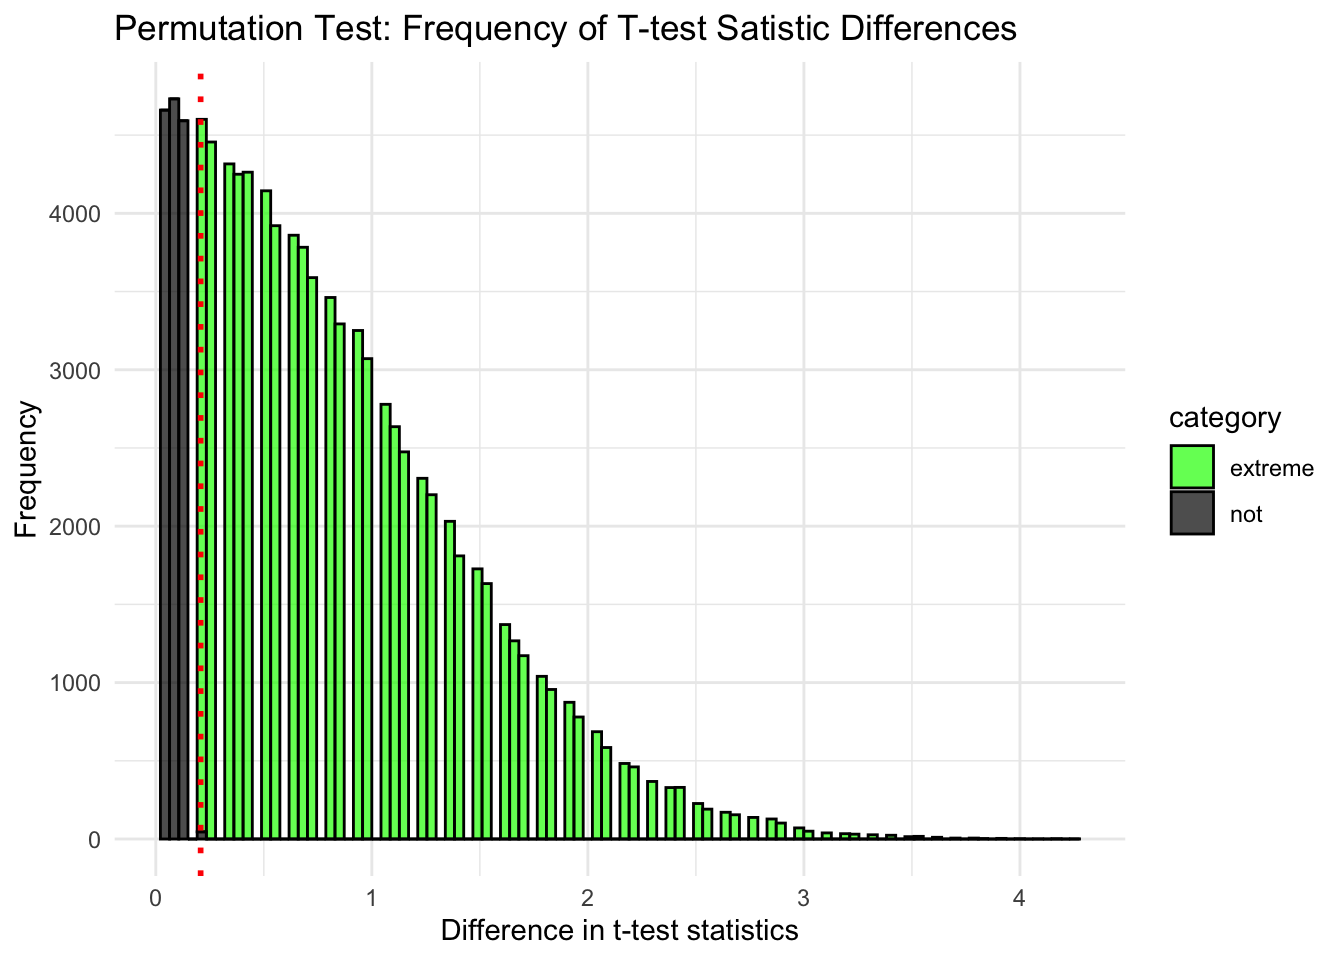 Permutation Test: Frequency of T-test Satistic Differences
Frequency
4000
3000
2000
1000
0
0 1 2 3 4
Difference in t-test statistics
category
extreme
not